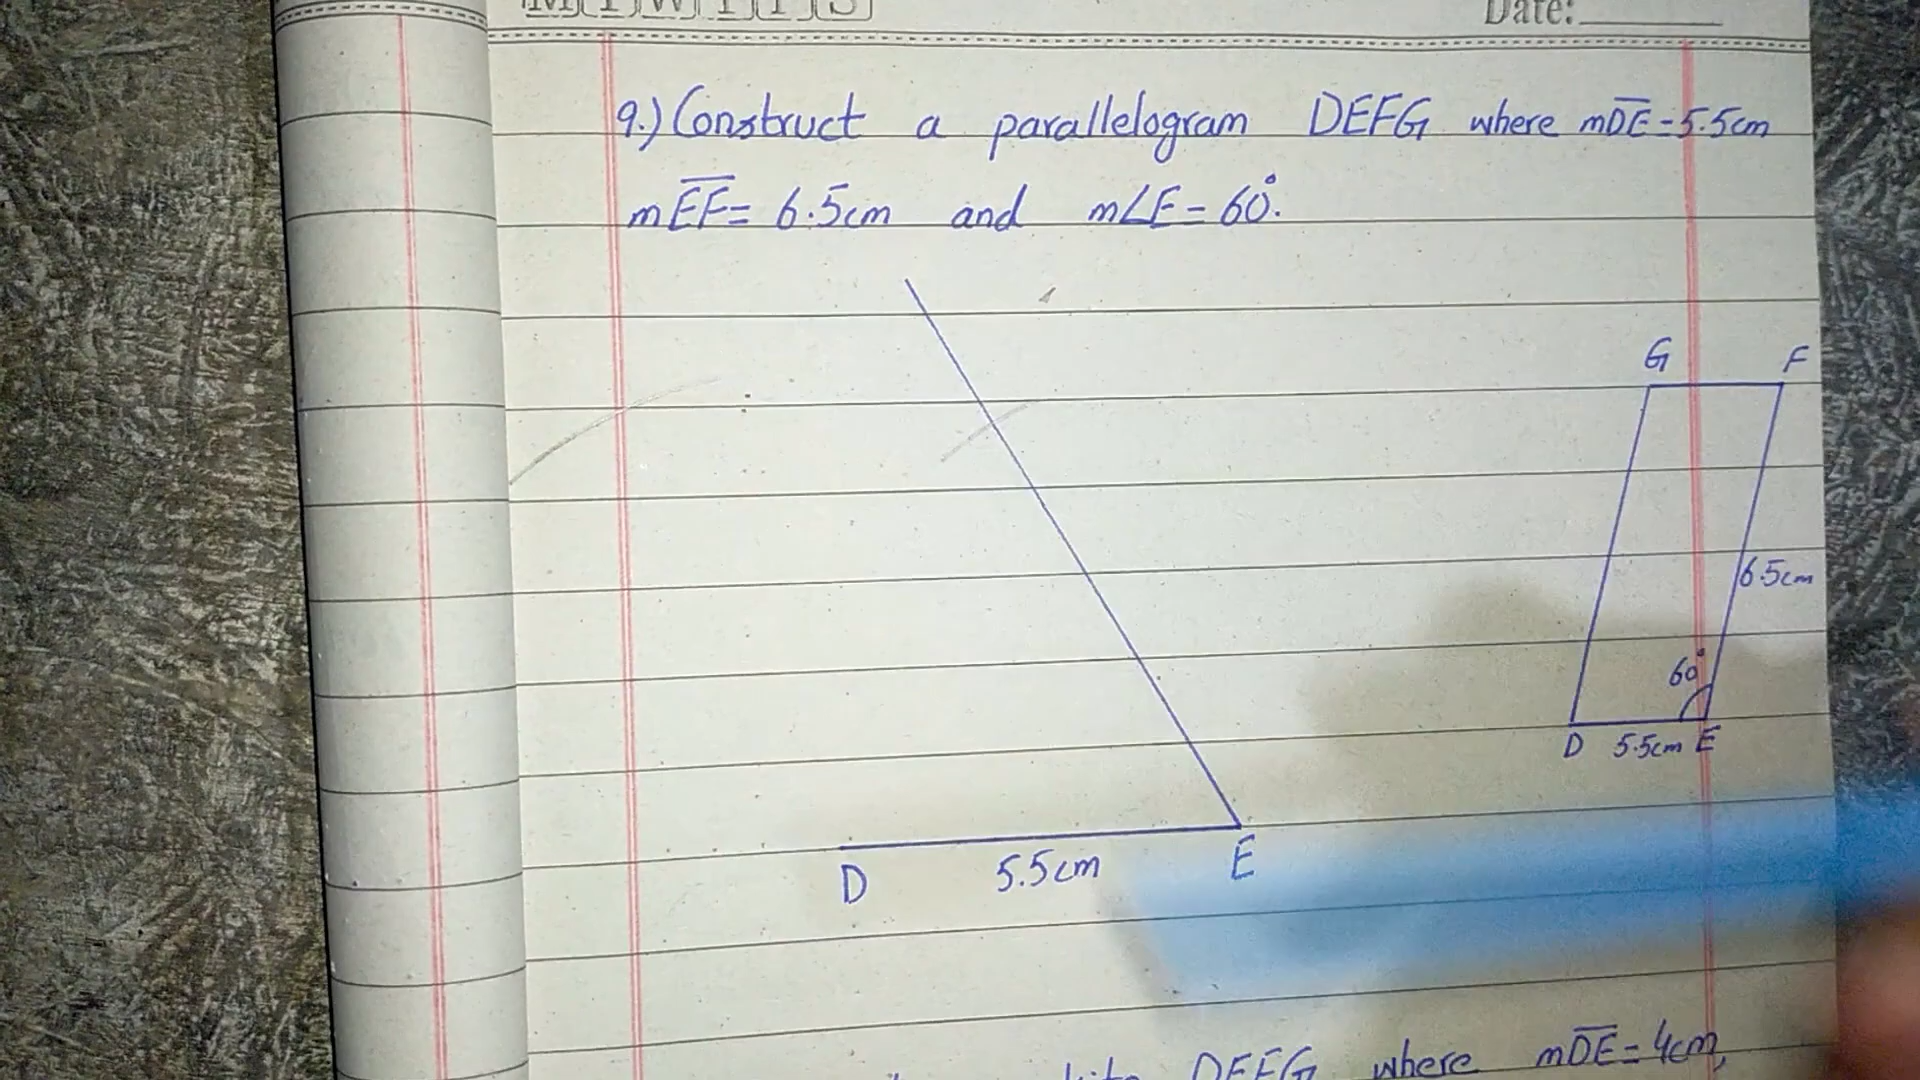 M T W T F S
Date:
9.) Construct a parallelogram DEFG where mDE=5.5cm
mEF= 6.5cm and m∠E=60°.
G F
6.5cm
60°
D 5.5cm E
D 5.5cm E
DEFG where mDE=4cm,